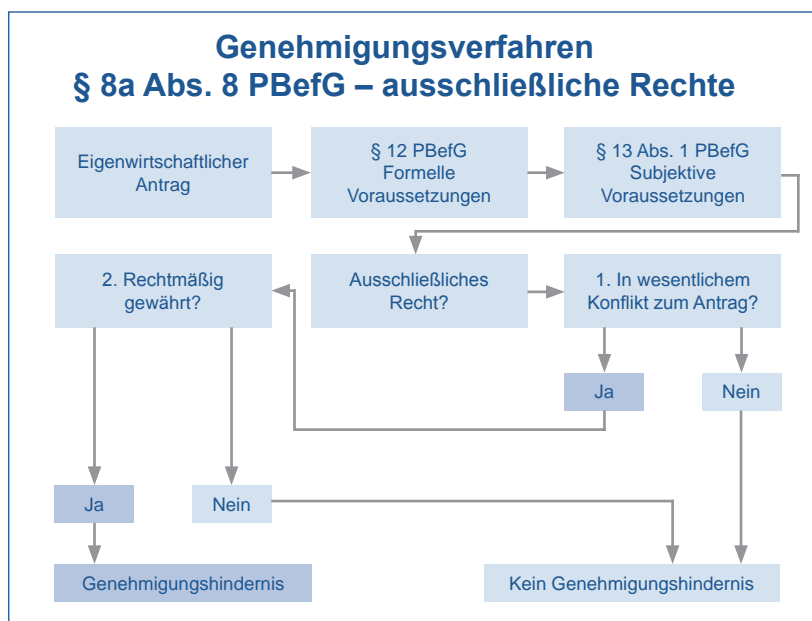 Genehmigungsverfahren
§ 8a Abs. 8 PBefG – ausschließliche Rechte
Eigenwirtschaftlicher
Antrag
§ 12 PBefG
Formelle
Voraussetzungen
§ 13 Abs. 1 PBefG
Subjektive
Voraussetzungen
2. Rechtmäßig
gewährt?
Ausschließliches
Recht?
1. In wesentlichem
Konflikt zum Antrag?
Ja
Nein
Ja
Nein
Genehmigungshindernis
Kein Genehmigungshindernis